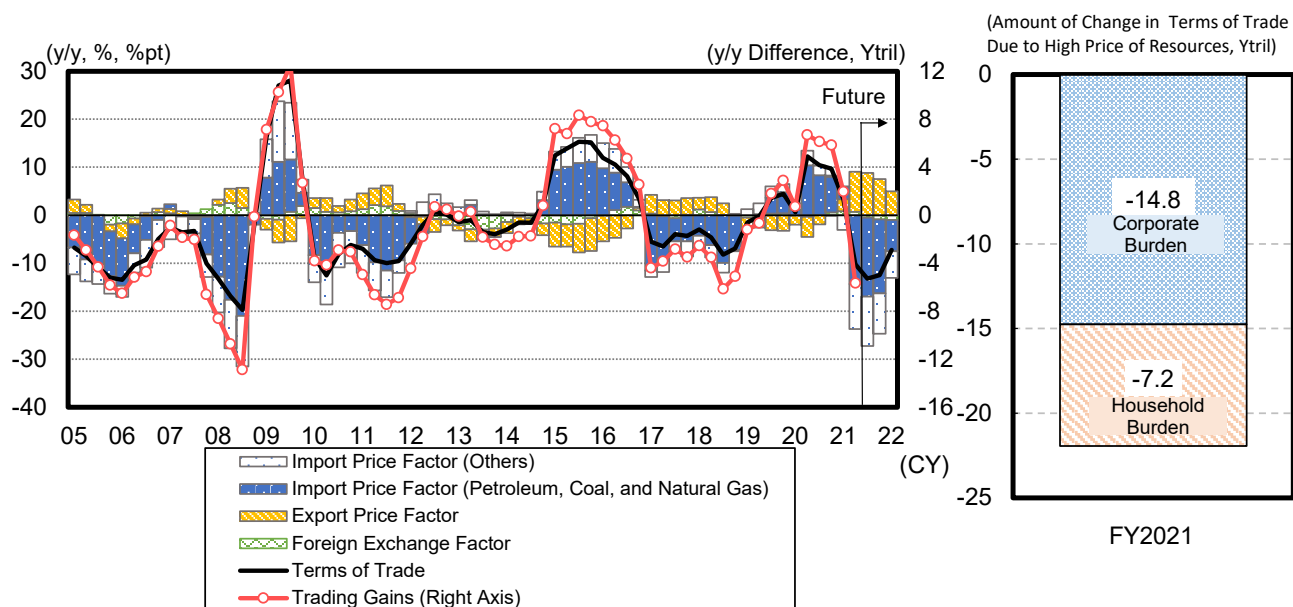 (y/y, %, %pt)
(y/y Difference, Ytril)
30
20
10
0
-10
-20
-30
-40
12
8
4
0
-4
-8
-12
-16
Future
05 06 07 08 09 10 11 12 13 14 15 16 17 18 19 20 21 22
(CY)
Import Price Factor (Others)
Import Price Factor (Petroleum, Coal, and Natural Gas)
Export Price Factor
Foreign Exchange Factor
Terms of Trade
Trading Gains (Right Axis)
(Amount of Change in Terms of Trade
Due to High Price of Resources, Ytril)
0
-5
-10
-15
-20
-25
-14.8
Corporate
Burden
-7.2
Household
Burden
FY2021